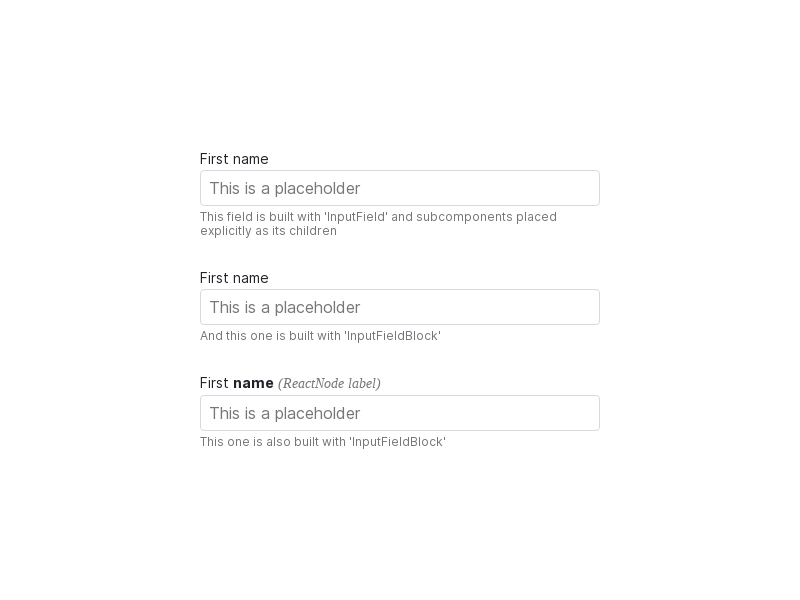 First name
This is a placeholder
This field is built with 'InputField' and subcomponents placed
explicitly as its children
First name
This is a placeholder
And this one is built with 'InputFieldBlock'
First name (ReactNode label)
This is a placeholder
This one is also built with 'InputFieldBlock'